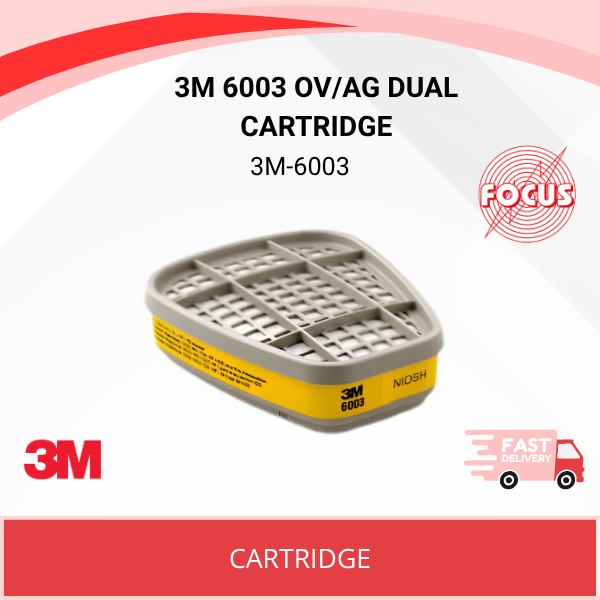 3M 6003 OV/AG DUAL
CARTRIDGE
3M-6003
FOCUS
3M
6003
NIOSH
3M
FAST
DELIVERY
CARTRIDGE